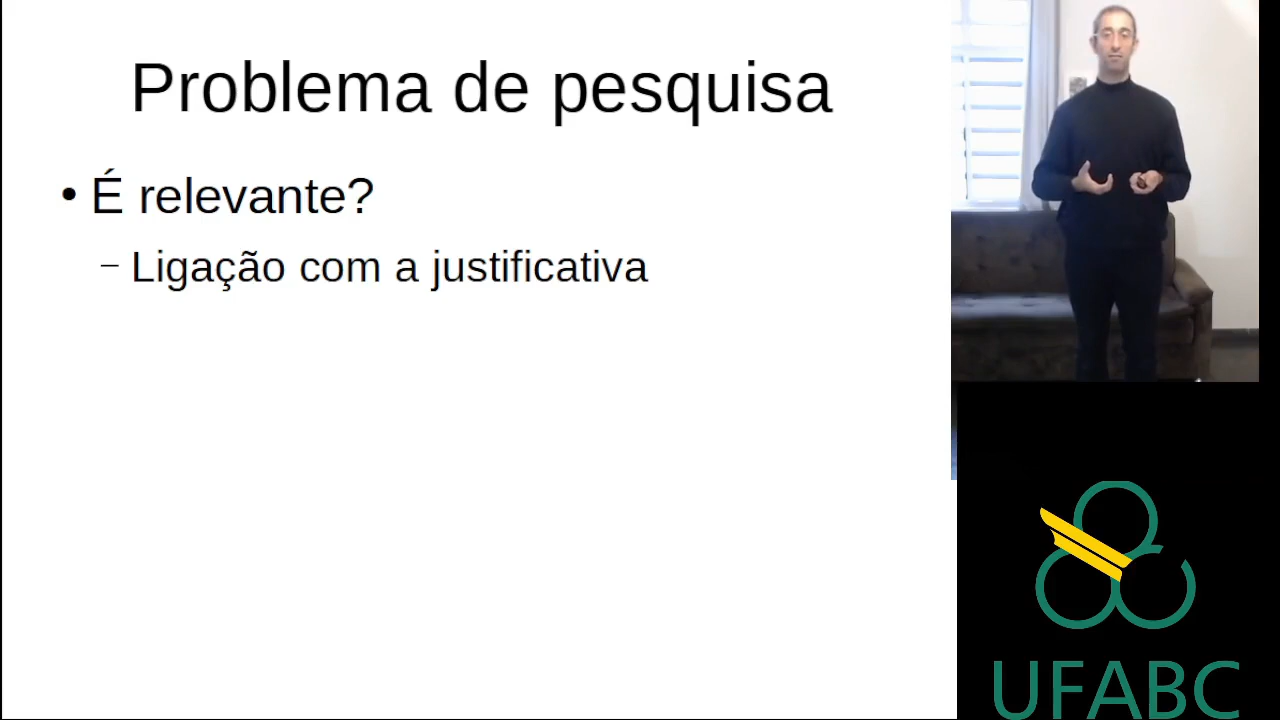 Problema de pesquisa
• É relevante?
– Ligação com a justificativa
UFABC